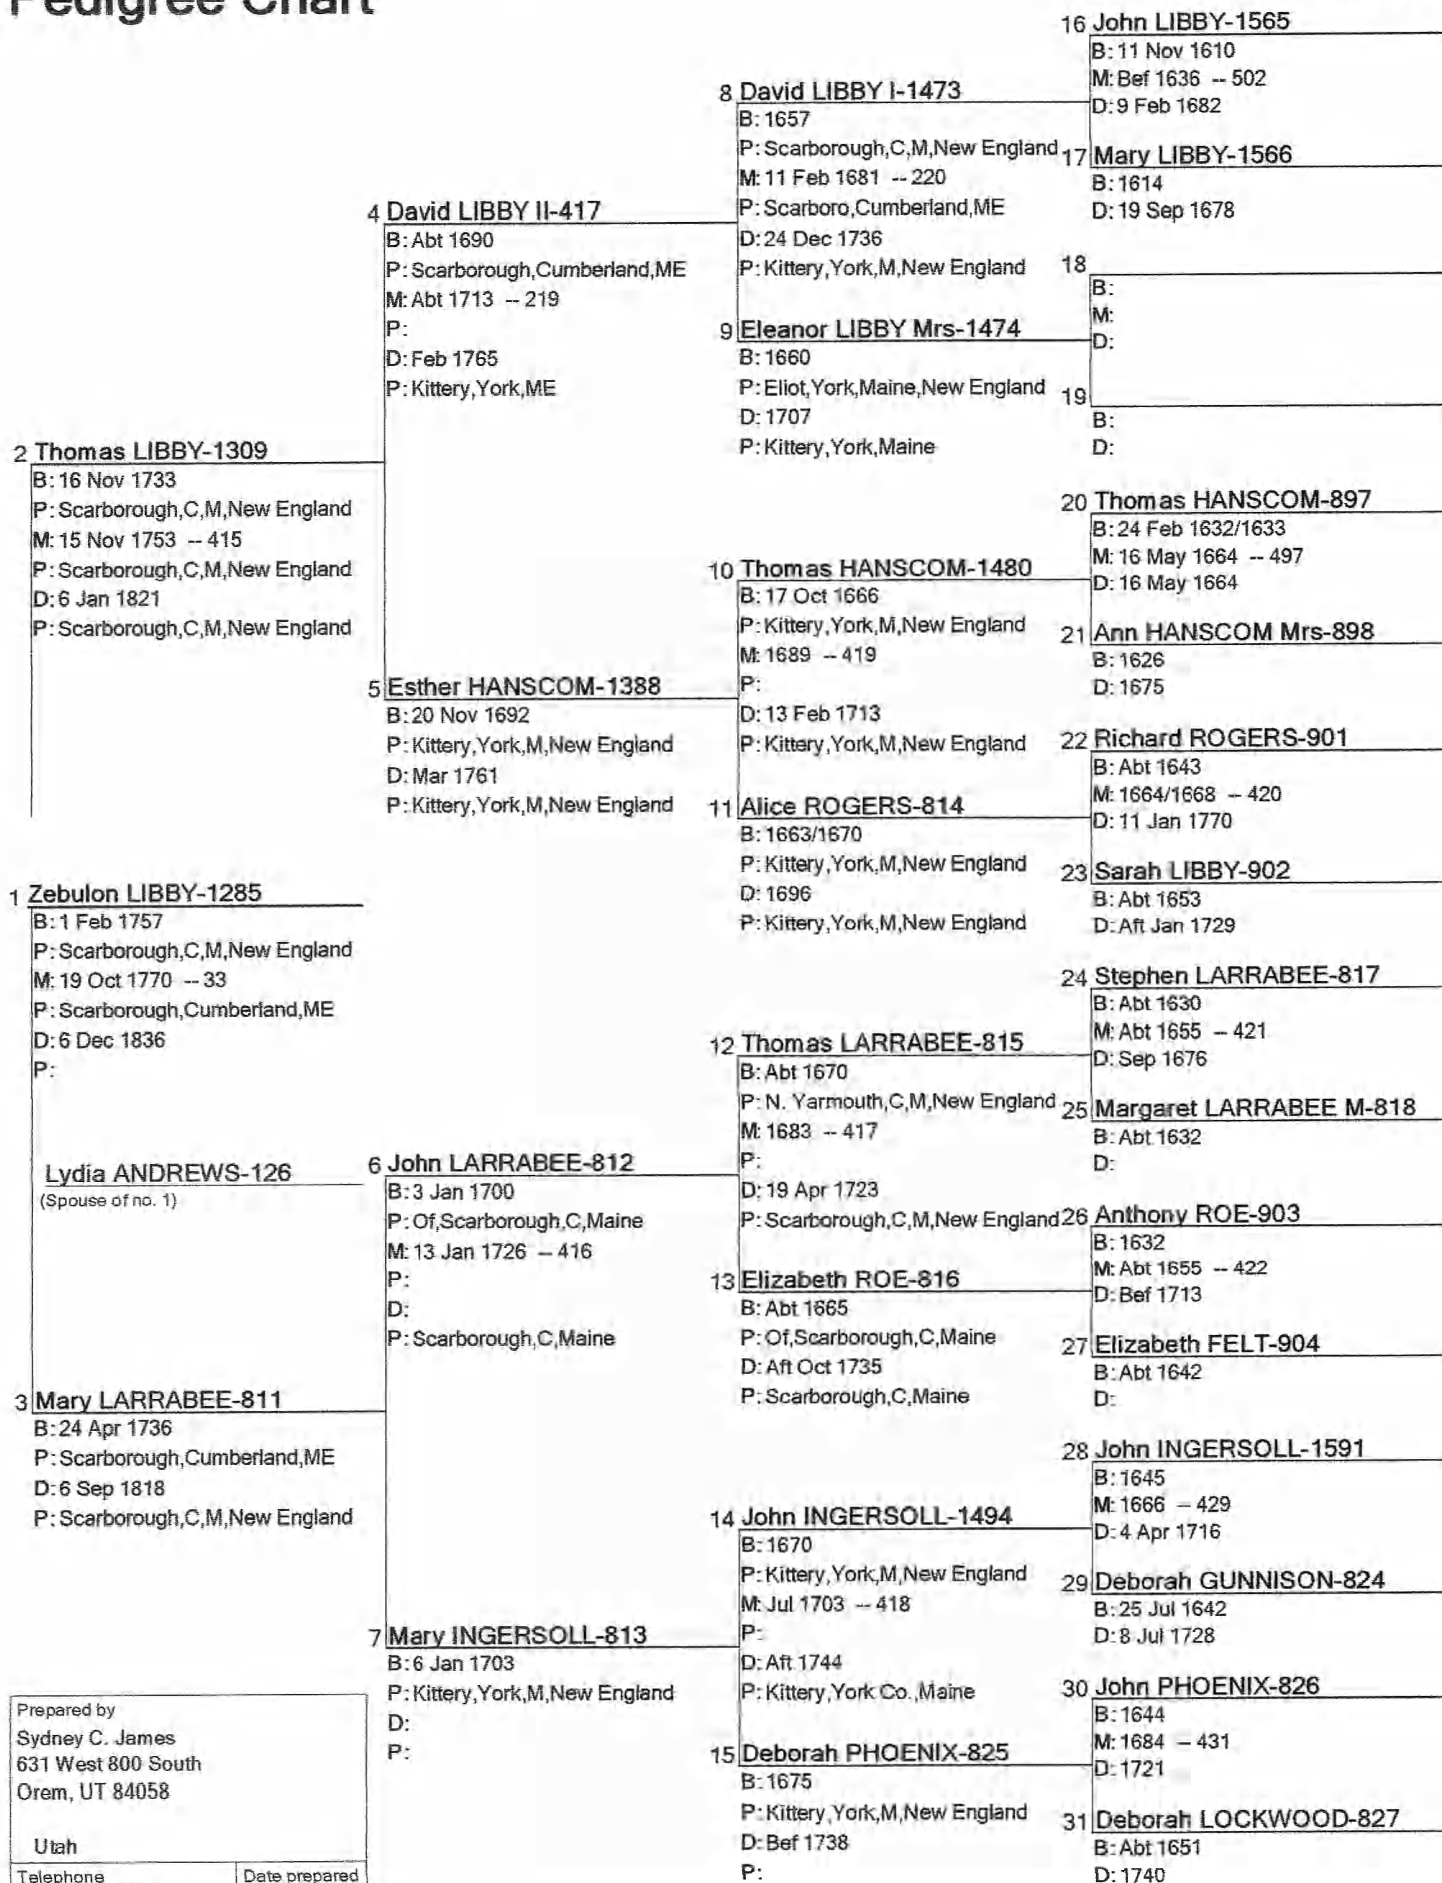 Pedigree Chart
16 John LIBBY-1565
B: 11 Nov 1610
M: Bef 1636 -- 502
D: 9 Feb 1682
8 David LIBBY I-1473
B: 1657
P: Scarborough,C,M,New England
M: 11 Feb 1681 -- 220
P: Scarboro,Cumberland,ME
D: 24 Dec 1736
P: Kittery,York,M,New England
17 Mary LIBBY-1566
B: 1614
D: 19 Sep 1678
4 David LIBBY II-417
B: Abt 1690
P: Scarborough,Cumberland,ME
M: Abt 1713 -- 219
P:
D: Feb 1765
P: Kittery,York,ME
18
B:
M:
D:
9 Eleanor LIBBY Mrs-1474
B: 1660
P: Eliot,York,Maine,New England
D: 1707
P: Kittery,York,Maine
19
B:
D:
2 Thomas LIBBY-1309
B: 16 Nov 1733
P: Scarborough,C,M,New England
M: 15 Nov 1753 -- 415
P: Scarborough,C,M,New England
D: 6 Jan 1821
P: Scarborough,C,M,New England
20 Thomas HANSCOM-897
B: 24 Feb 1632/1633
M: 16 May 1664 -- 497
D: 16 May 1664
10 Thomas HANSCOM-1480
B: 17 Oct 1666
P: Kittery,York,M,New England
M: 1689 -- 419
P:
D: 13 Feb 1713
P: Kittery,York,M,New England
21 Ann HANSCOM Mrs-898
B: 1626
D: 1675
5 Esther HANSCOM-1388
B: 20 Nov 1692
P: Kittery,York,M,New England
D: Mar 1761
P: Kittery,York,M,New England
22 Richard ROGERS-901
B: Abt 1643
M: 1664/1668 -- 420
D: 11 Jan 1770
11 Alice ROGERS-814
B: 1663/1670
P: Kittery,York,M,New England
D: 1696
P: Kittery,York,M,New England
23 Sarah LIBBY-902
B: Abt 1653
D: Aft Jan 1729
1 Zebulon LIBBY-1285
B: 1 Feb 1757
P: Scarborough,C,M,New England
M: 19 Oct 1770 -- 33
P: Scarborough,Cumberland,ME
D: 6 Dec 1836
P:
Lydia ANDREWS-126
(Spouse of no. 1)
24 Stephen LARRABEE-817
B: Abt 1630
M: Abt 1655 -- 421
D: Sep 1676
12 Thomas LARRABEE-815
B: Abt 1670
P: N. Yarmouth,C,M,New England
M: 1683 -- 417
P:
D: 19 Apr 1723
P: Scarborough,C,M,New England
25 Margaret LARRABEE M-818
B: Abt 1632
D:
6 John LARRABEE-812
B: 3 Jan 1700
P: Of,Scarborough,C,Maine
M: 13 Jan 1726 -- 416
P:
D:
P: Scarborough,C,Maine
26 Anthony ROE-903
B: 1632
M: Abt 1655 -- 422
D: Bef 1713
13 Elizabeth ROE-816
B: Abt 1665
P: Of,Scarborough,C,Maine
D: Aft Oct 1735
P: Scarborough,C,Maine
27 Elizabeth FELT-904
B: Abt 1642
D:
3 Mary LARRABEE-811
B: 24 Apr 1736
P: Scarborough,Cumberland,ME
D: 6 Sep 1818
P: Scarborough,C,M,New England
28 John INGERSOLL-1591
B: 1645
M: 1666 -- 429
D: 4 Apr 1716
14 John INGERSOLL-1494
B: 1670
P: Kittery,York,M,New England
M: Jul 1703 -- 418
P:
D: Aft 1744
P: Kittery,York Co.,Maine
29 Deborah GUNNISON-824
B: 25 Jul 1642
D: 8 Jul 1728
7 Mary INGERSOLL-813
B: 6 Jan 1703
P: Kittery,York,M,New England
D:
P:
30 John PHOENIX-826
B: 1644
M: 1684 -- 431
D: 1721
15 Deborah PHOENIX-825
B: 1675
P: Kittery,York,M,New England
D: Bef 1738
P:
31 Deborah LOCKWOOD-827
B: Abt 1651
D: 1740
Prepared by
Sydney C. James
631 West 800 South
Orem, UT 84058
Utah
Telephone
Date prepared